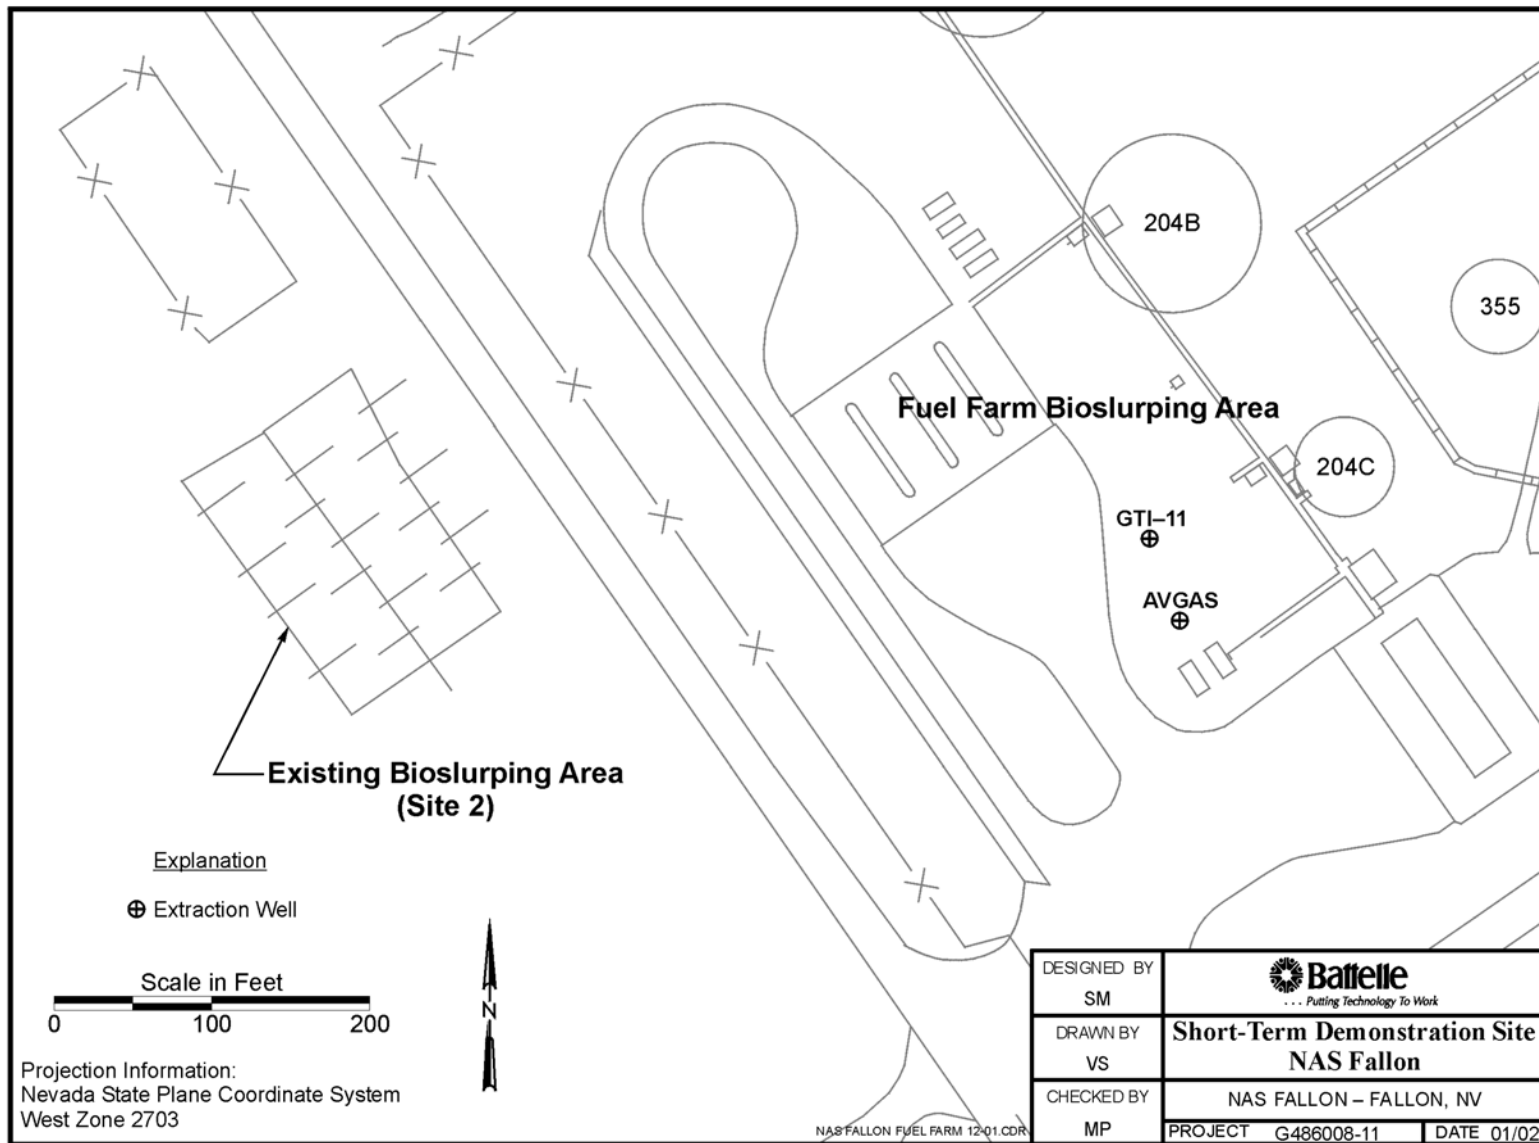 204B
355
Fuel Farm Bioslurping Area
204C
GTI–11
AVGAS
Existing Bioslurping Area
(Site 2)
Explanation
Extraction Well
Scale in Feet
0 100 200
N
Projection Information:
Nevada State Plane Coordinate System
West Zone 2703
NAS FALLON FUEL FARM 12-01.CDR
DESIGNED BY
SM
Battelle
. . . Putting Technology To Work
DRAWN BY
VS
Short-Term Demonstration Site
NAS Fallon
CHECKED BY
MP
NAS FALLON – FALLON, NV
PROJECT G486008-11 DATE 01/02